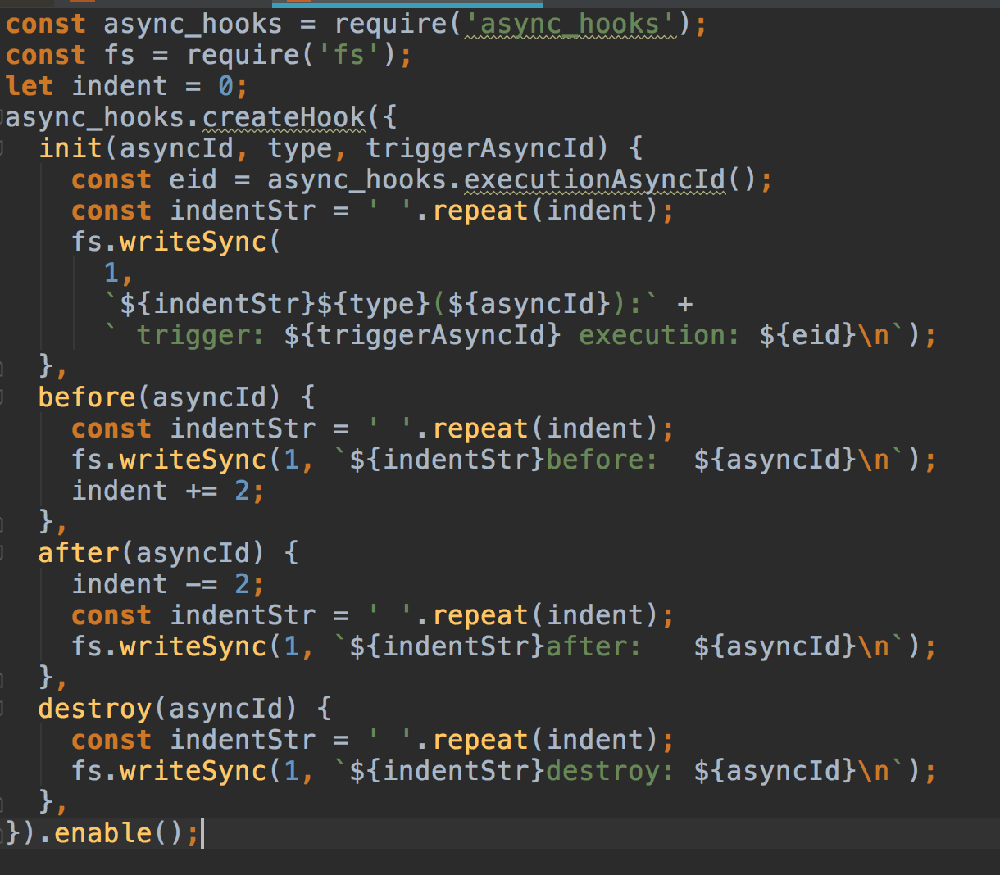 const async_hooks = require('async_hooks');
const fs = require('fs');
let indent = 0;
async_hooks.createHook({
  init(asyncId, type, triggerAsyncId) {
    const eid = async_hooks.executionAsyncId();
    const indentStr = ' '.repeat(indent);
    fs.writeSync(
      1,
      `${indentStr}${type}(${asyncId}):` +
      ` trigger: ${triggerAsyncId} execution: ${eid}\n`);
  },
  before(asyncId) {
    const indentStr = ' '.repeat(indent);
    fs.writeSync(1, `${indentStr}before:  ${asyncId}\n`);
    indent += 2;
  },
  after(asyncId) {
    indent -= 2;
    const indentStr = ' '.repeat(indent);
    fs.writeSync(1, `${indentStr}after:   ${asyncId}\n`);
  },
  destroy(asyncId) {
    const indentStr = ' '.repeat(indent);
    fs.writeSync(1, `${indentStr}destroy: ${asyncId}\n`);
  },
}).enable();